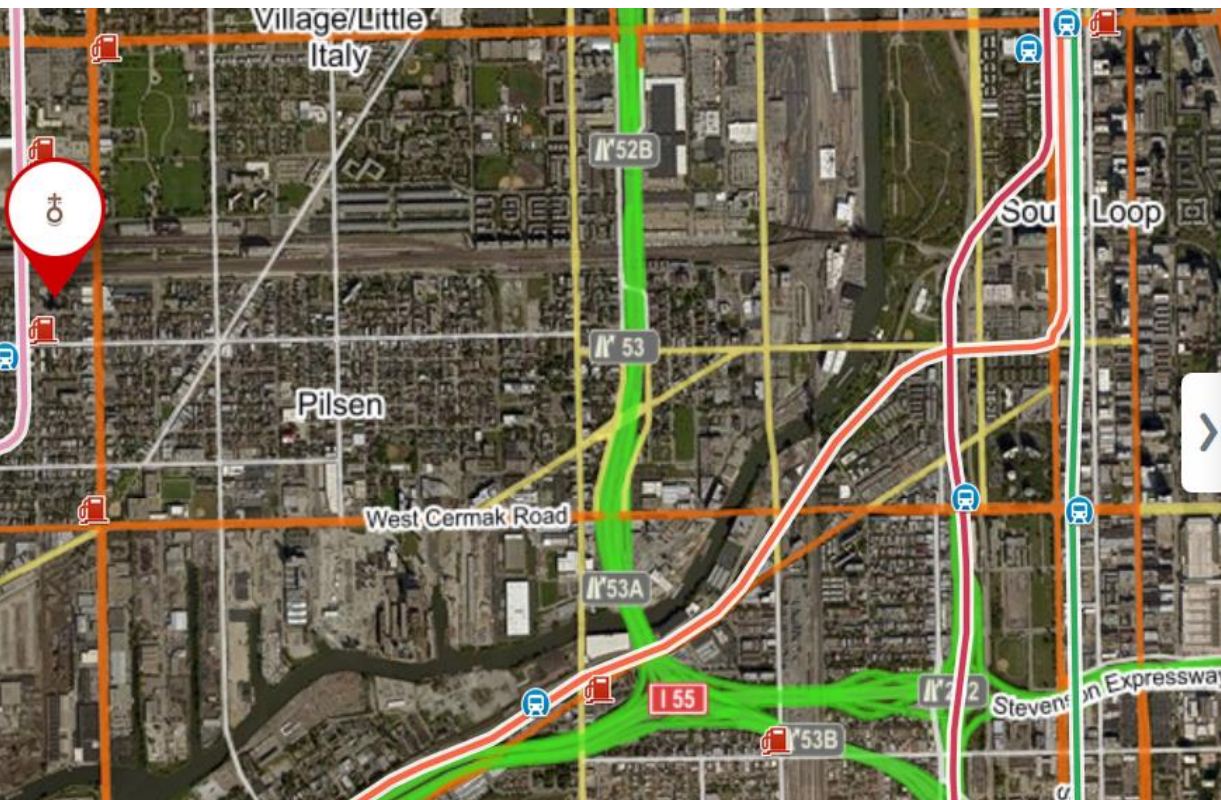 Village/Little
Italy
52B
South Loop
53
Pilsen
West Cermak Road
53A
I 55
Stevenson Expressway
53B